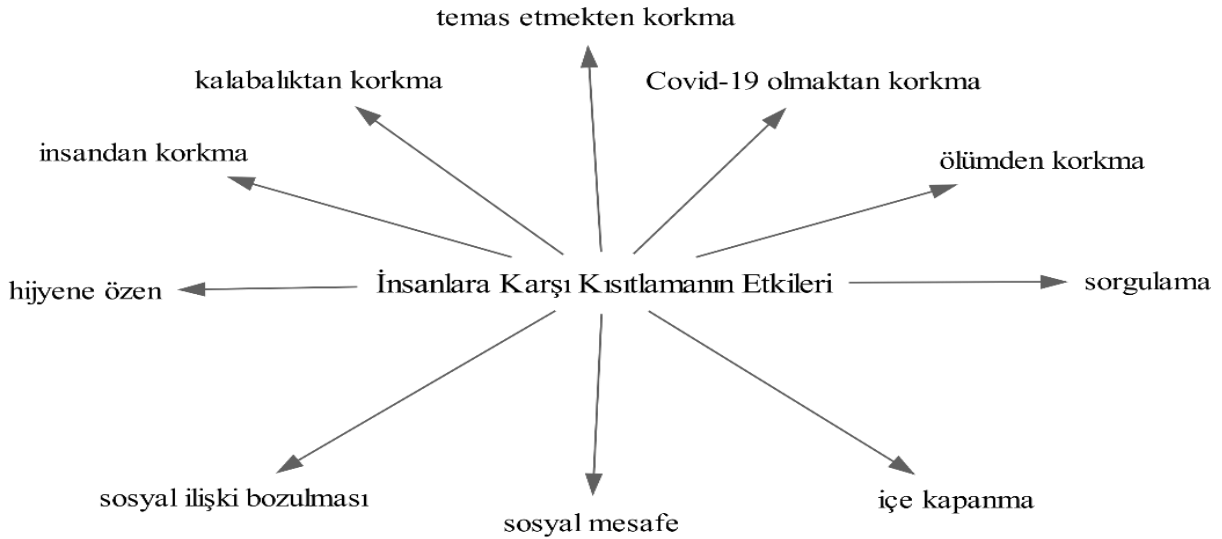 temas etmekten korkma
kalabalıktan korkma
Covid-19 olmaktan korkma
insandan korkma
ölümden korkma
hijyene özen
İnsanlara Karşı Kısıtlamanın Etkileri
sorgulama
sosyal ilişki bozulması
sosyal mesafe
içe kapanma